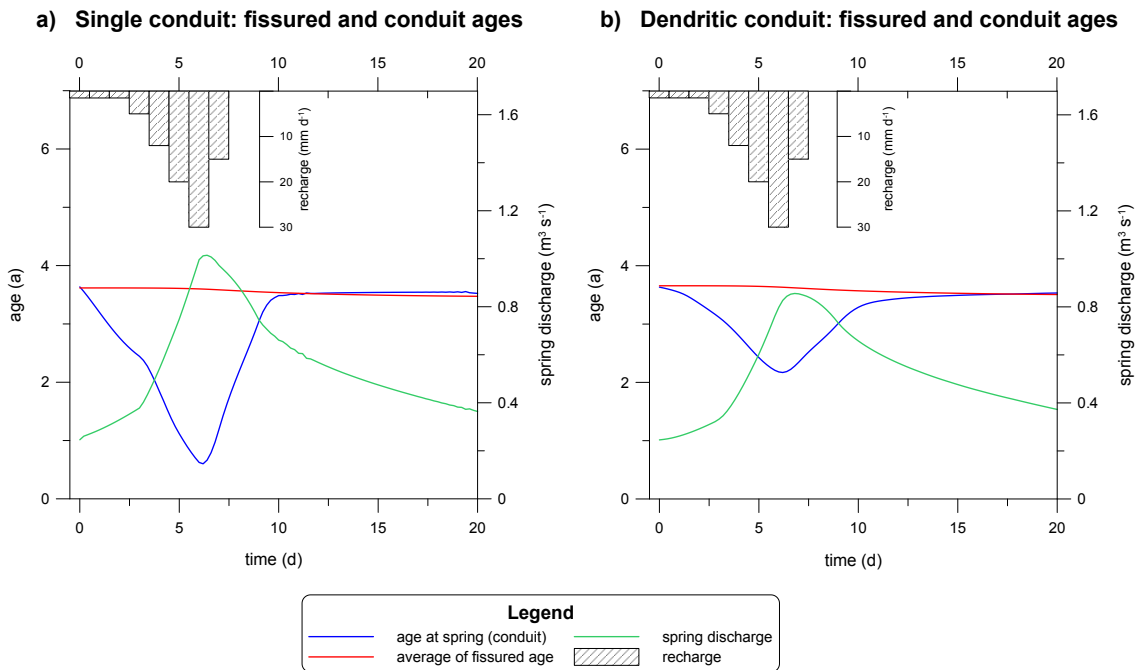 a) Single conduit: fissured and conduit ages
0 5 10 15 20
6
4
2
0
age (a)
10
20
30
recharge (mm d-1)
1.6
1.2
0.8
0.4
0
spring discharge (m³ s⁻¹)
0 5 10 15 20
time (d)
b) Dendritic conduit: fissured and conduit ages
0 5 10 15 20
6
4
2
0
age (a)
10
20
30
recharge (mm d⁻¹)
1.6
1.2
0.8
0.4
0
spring discharge (m³ s⁻¹)
0 5 10 15 20
time (d)
Legend
age at spring (conduit) spring discharge
average of fissured age recharge